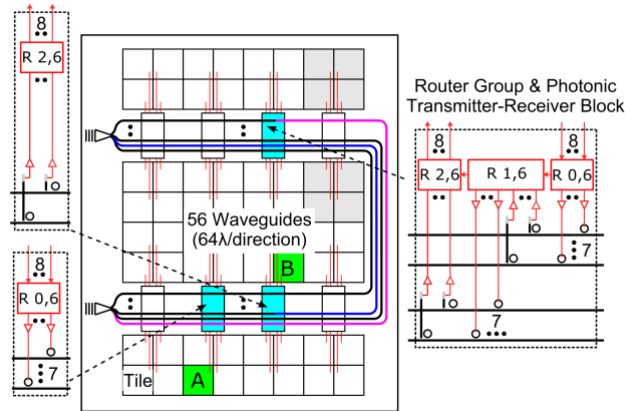 8
R 2,6
8
R 0,6
7
56 Waveguides
(64λ/direction)
B
Tile
A
Router Group & Photonic
Transmitter-Receiver Block
8
8
R 2,6
R 1,6
R 0,6
7
7